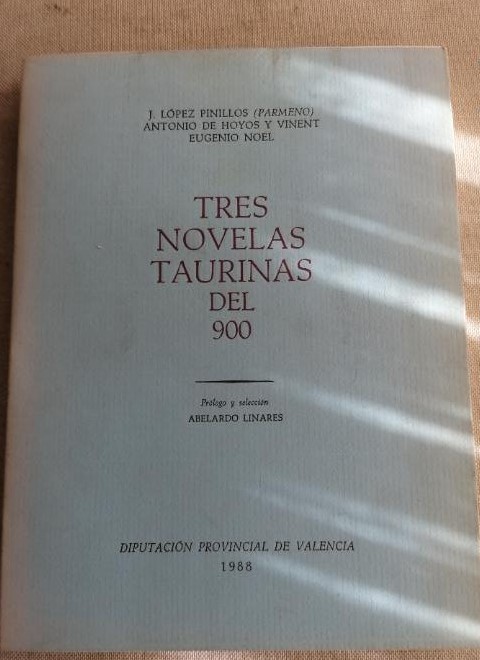 J. LÓPEZ PINILLOS (PARMENO)
ANTONIO DE HOYOS Y VINENT
EUGENIO NOEL
TRES
NOVELAS
TAURINAS
DEL
900
Prólogo y selección
ABELARDO LINARES
DIPUTACIÓN PROVINCIAL DE VALENCIA
1988